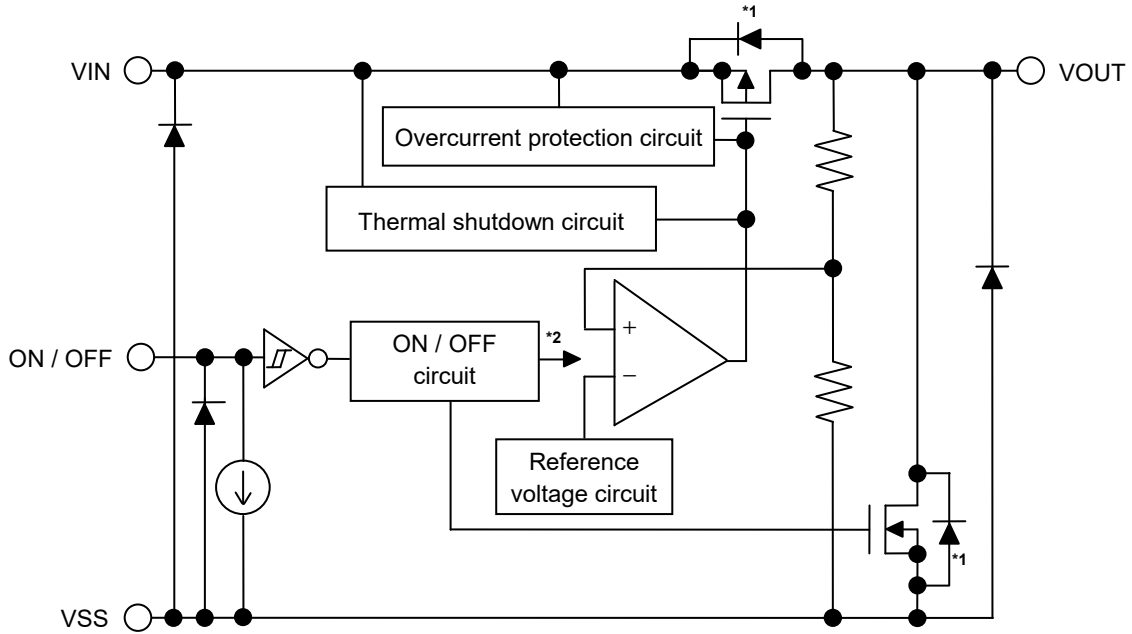 *1
VIN
VOUT
Overcurrent protection circuit
Thermal shutdown circuit
+
ON / OFF
ON / OFF
circuit
*2
−
Reference
voltage circuit
*1
VSS